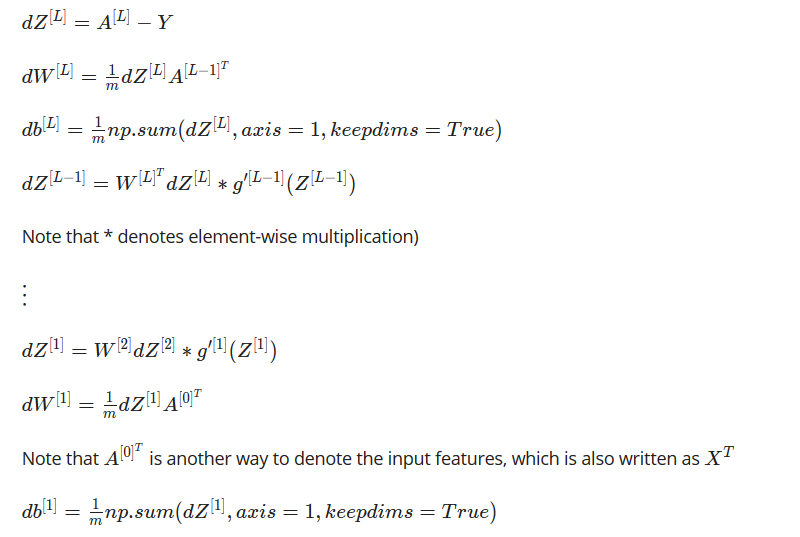 $dZ^{[L]} = A^{[L]} - Y$
$dW^{[L]} = \frac{1}{m} dZ^{[L]} A^{[L-1]^T}$
$db^{[L]} = \frac{1}{m} np.sum(dZ^{[L]}, axis = 1, keepdims = True)$
$dZ^{[L-1]} = W^{[L]^T} dZ^{[L]} * g'^{[L-1]}(Z^{[L-1]})$
Note that * denotes element-wise multiplication)
⋮
$dZ^{[1]} = W^{[2]} dZ^{[2]} * g'^{[1]}(Z^{[1]})$
$dW^{[1]} = \frac{1}{m} dZ^{[1]} A^{[0]^T}$
Note that $A^{[0]^T}$ is another way to denote the input features, which is also written as $X^T$
$db^{[1]} = \frac{1}{m} np.sum(dZ^{[1]}, axis = 1, keepdims = True)$